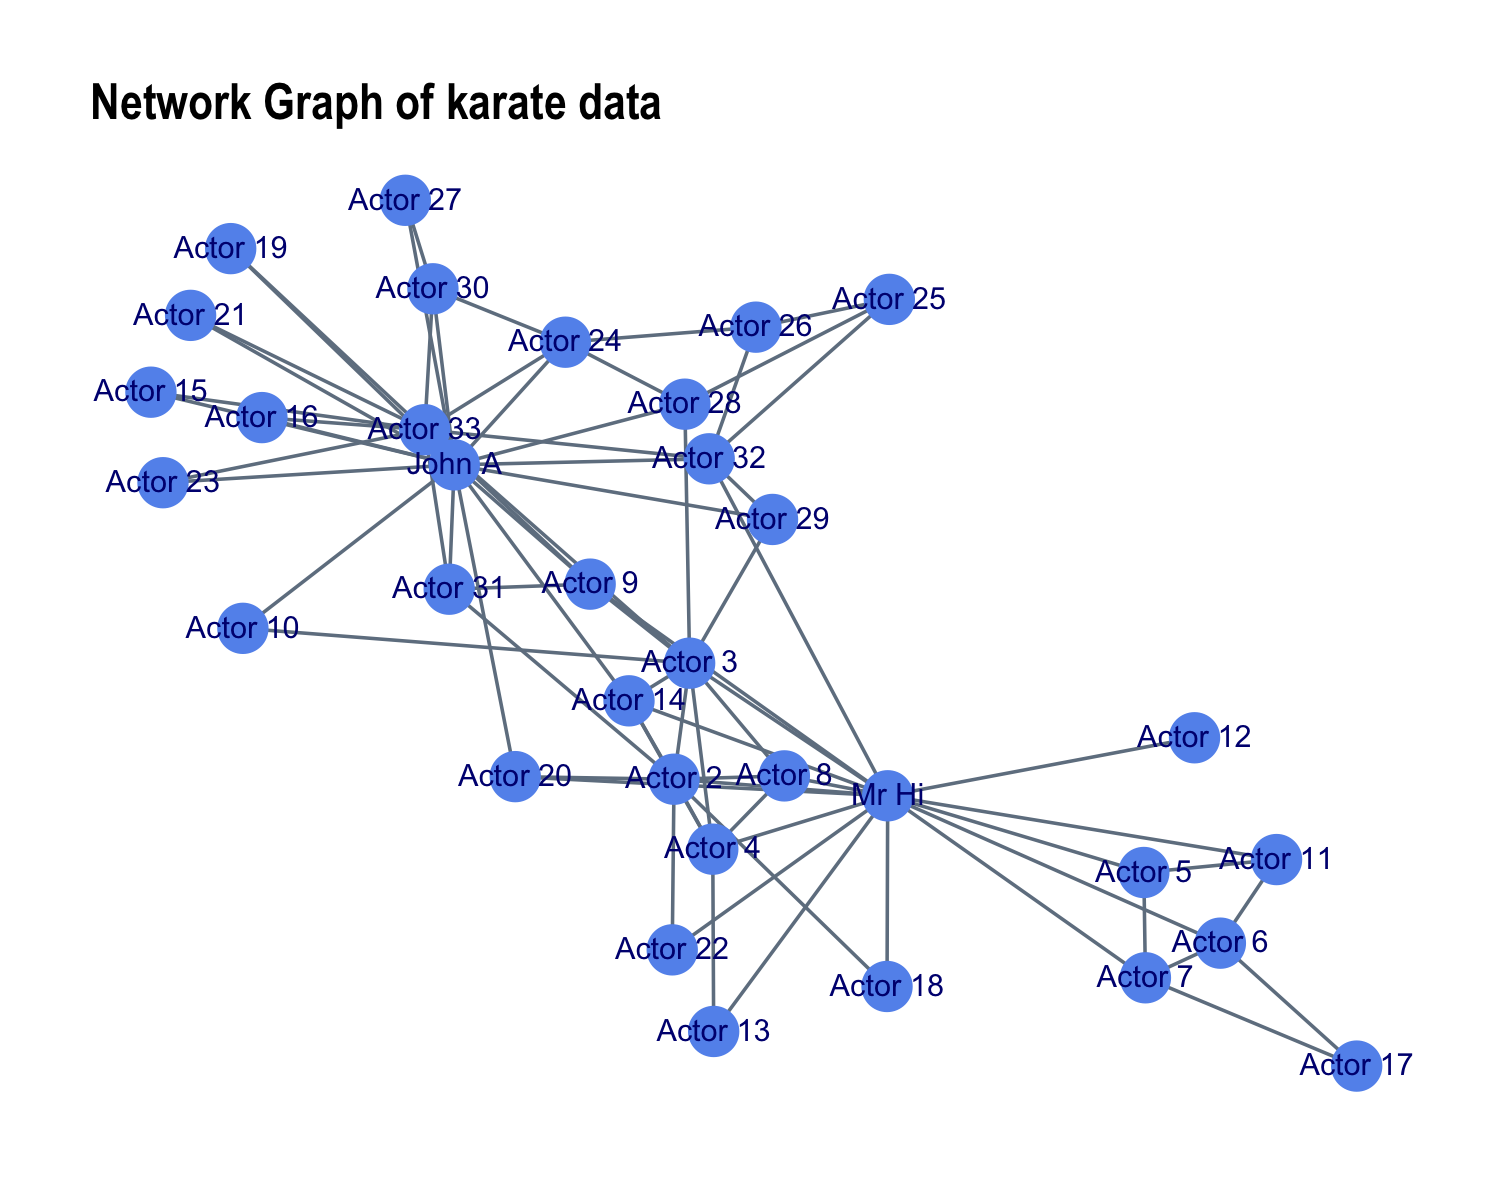 Network Graph of karate data
Actor 27
Actor 19
Actor 30
Actor 25
Actor 21
Actor 26
Actor 24
Actor 15
Actor 28
Actor 16
Actor 33
Actor 32
John A
Actor 23
Actor 29
Actor 9
Actor 31
Actor 10
Actor 3
Actor 14
Actor 12
Actor 20
Actor 2
Actor 8
Mr Hi
Actor 4
Actor 11
Actor 5
Actor 6
Actor 22
Actor 7
Actor 18
Actor 13
Actor 17